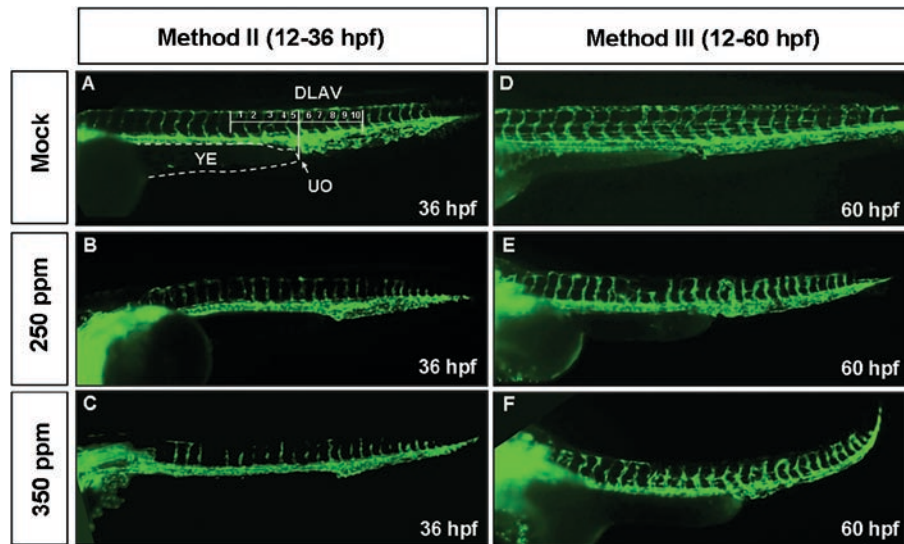 Method II (12-36 hpf)
Method III (12-60 hpf)
Mock
A
DLAV
1 2 3 4 5 6 7 8 9 10
YE
UO
36 hpf
D
60 hpf
250 ppm
B
36 hpf
E
60 hpf
350 ppm
C
36 hpf
F
60 hpf